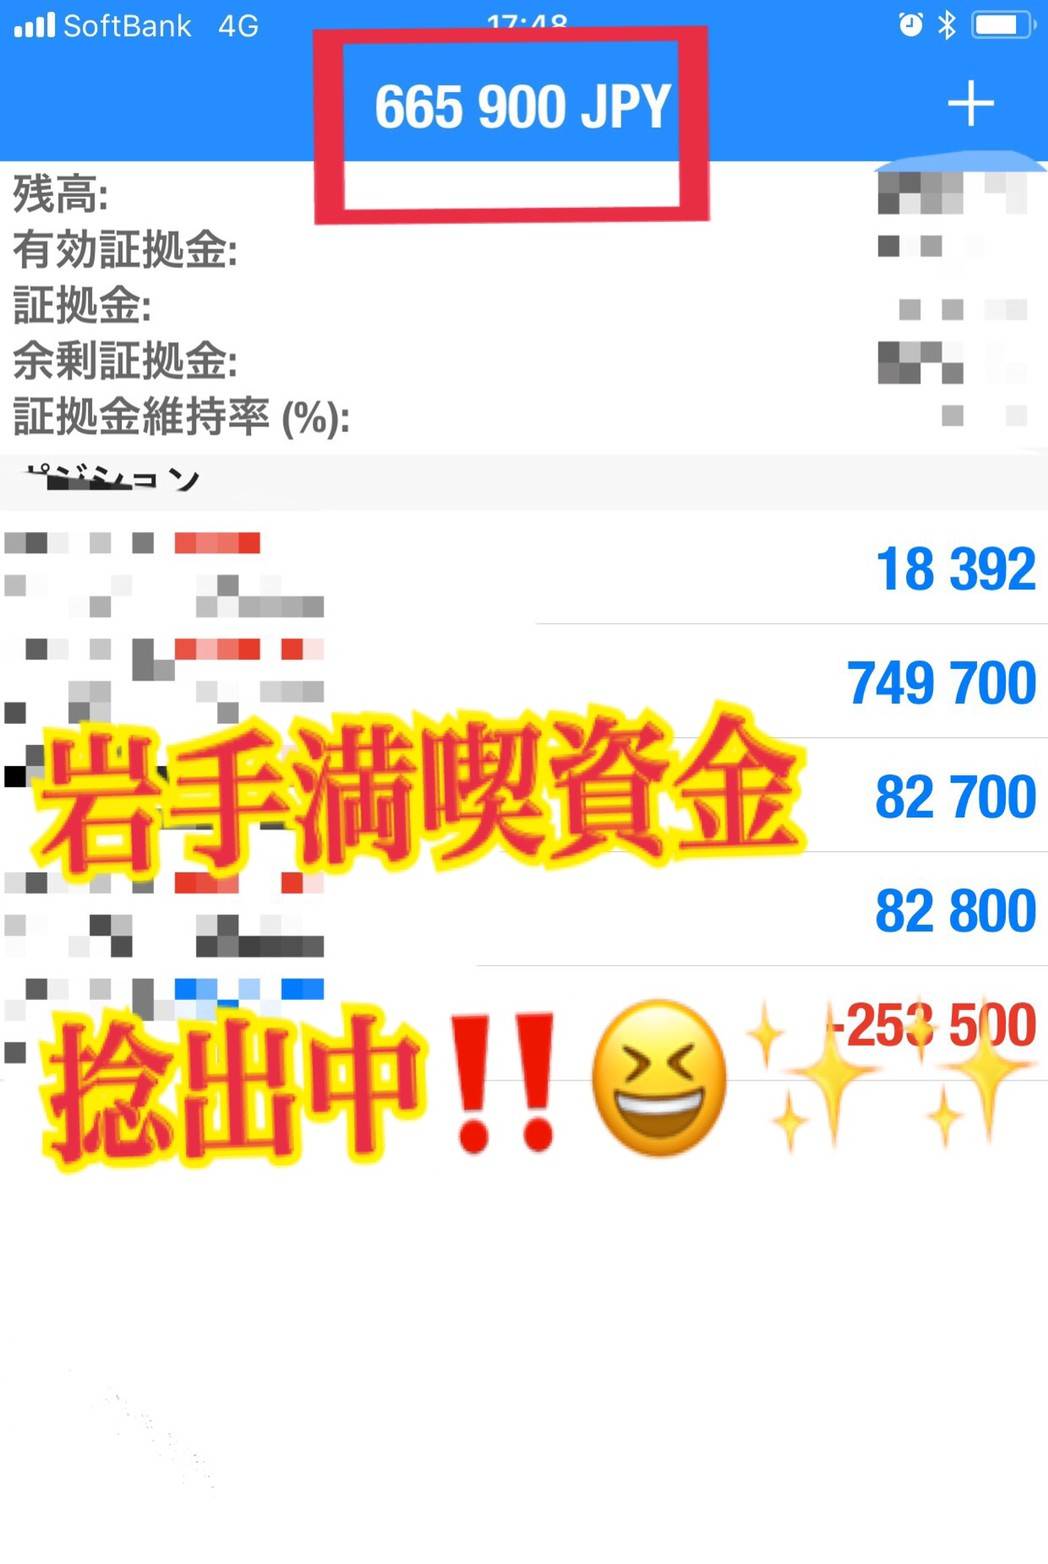 SoftBank 4G 17:48
665 900 JPY
残高:
有効証拠金:
証拠金:
余剰証拠金:
証拠金維持率 (%):
ポジション
18 392
749 700
82 700
82 800
-253 500
岩手満喫資金
捻出中‼️😆✨✨